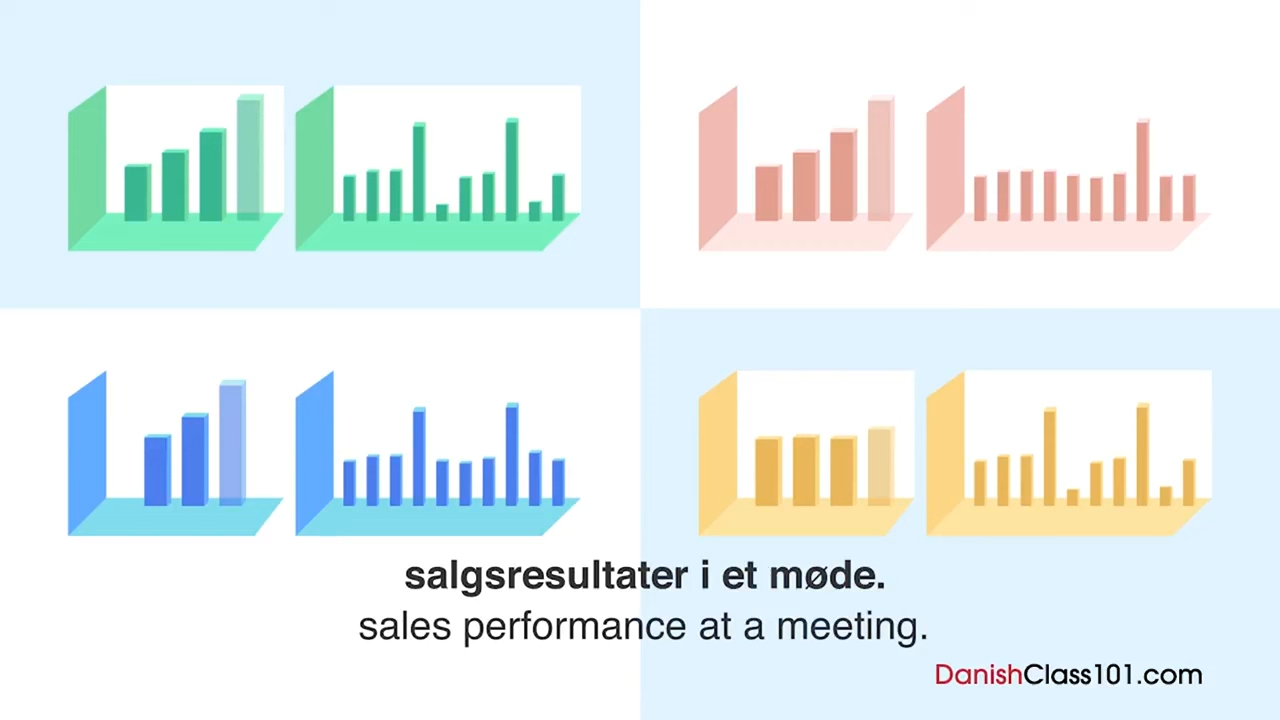 salgsresultater i et møde.
sales performance at a meeting.
DanishClass101.com